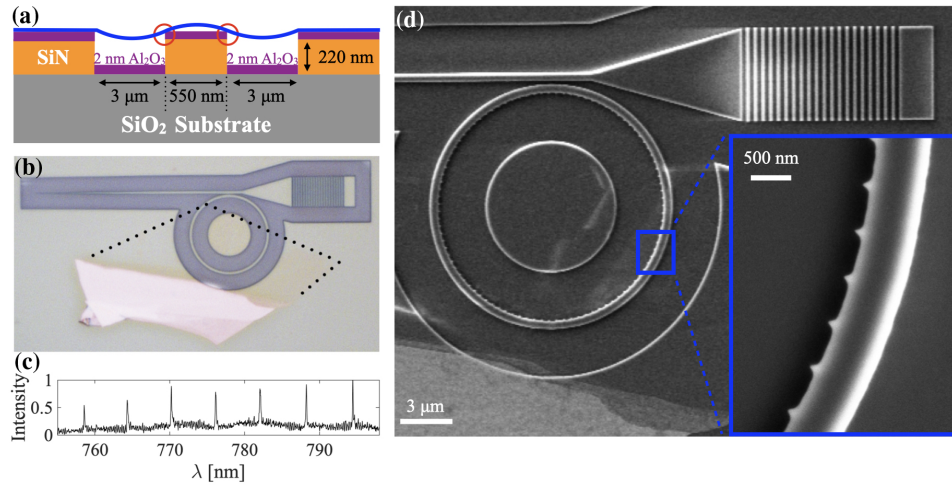 (a)
SiN
2 nm Al₂O₃
2 nm Al₂O₃
220 nm
3 μm
550 nm
3 μm
SiO₂ Substrate
(b)
(c)
Intensity
1
0.5
0
760
770
780
790
λ [nm]
(d)
500 nm
3 μm